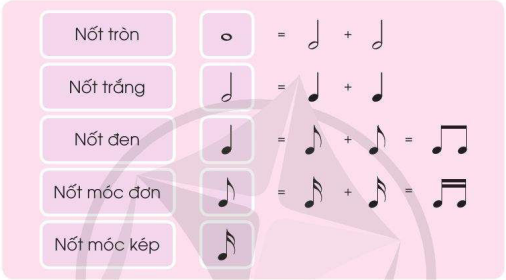 Nốt tròn = +
Nốt trắng = +
Nốt đen = + =
Nốt móc đơn = + =
Nốt móc kép